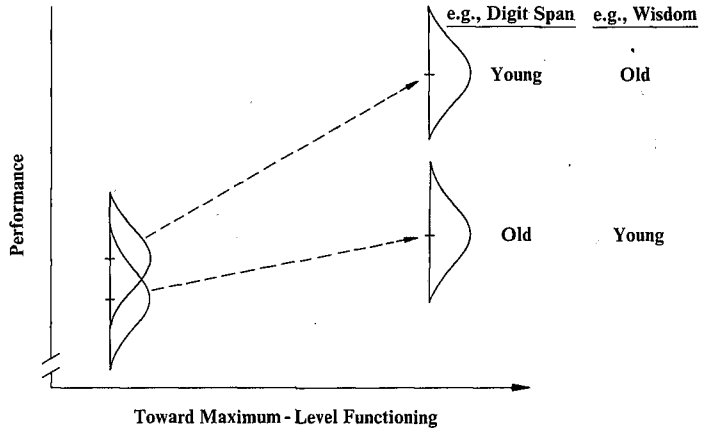 e.g., Digit Span e.g., Wisdom
Young Old
Old Young
Performance
Toward Maximum-Level Functioning